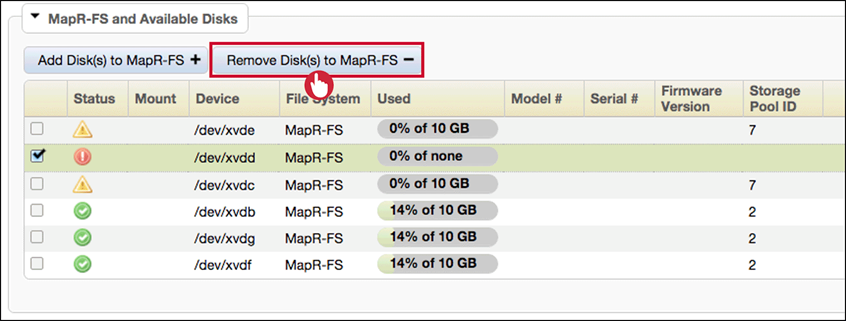 MapR-FS and Available Disks
Add Disk(s) to MapR-FS +
Remove Disk(s) to MapR-FS −
Status Mount Device File System Used Model # Serial # Firmware Version Storage Pool ID
/dev/xvde MapR-FS 0% of 10 GB 7
/dev/xvdd MapR-FS 0% of none
/dev/xvdc MapR-FS 0% of 10 GB 7
/dev/xvdb MapR-FS 14% of 10 GB 2
/dev/xvdg MapR-FS 14% of 10 GB 2
/dev/xvdf MapR-FS 14% of 10 GB 2